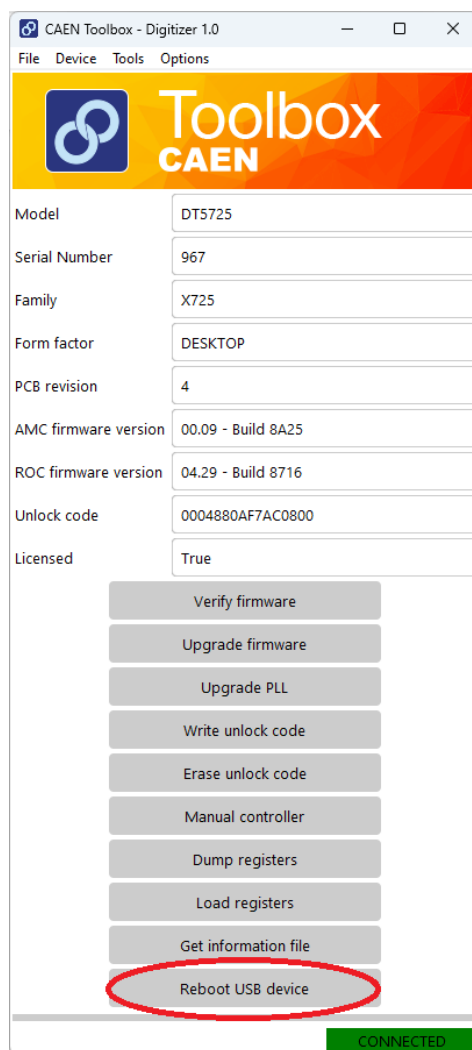 CAEN Toolbox - Digitizer 1.0
File Device Tools Options
Toolbox
CAEN
Model DT5725
Serial Number 967
Family X725
Form factor DESKTOP
PCB revision 4
AMC firmware version 00.09 - Build 8A25
ROC firmware version 04.29 - Build 8716
Unlock code 0004880AF7AC0800
Licensed True
Verify firmware
Upgrade firmware
Upgrade PLL
Write unlock code
Erase unlock code
Manual controller
Dump registers
Load registers
Get information file
Reboot USB device
CONNECTED